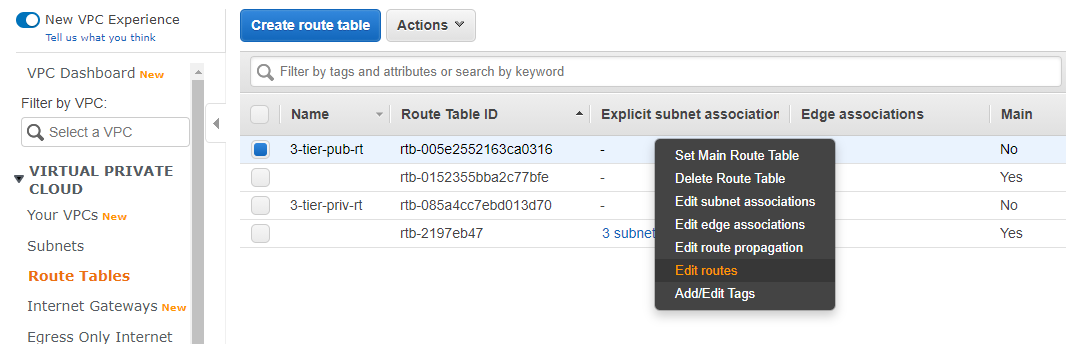 New VPC Experience
Tell us what you think
VPC Dashboard New
Filter by VPC:
Select a VPC
VIRTUAL PRIVATE
CLOUD
Your VPCs New
Subnets
Route Tables
Internet Gateways New
Egress Only Internet
Create route table Actions
Filter by tags and attributes or search by keyword
Name Route Table ID Explicit subnet association Edge associations Main
3-tier-pub-rt rtb-005e2552163ca0316 - No
rtb-0152355bba2c77bfe - Yes
3-tier-priv-rt rtb-085a4cc7ebd013d70 - No
rtb-2197eb47 3 subnet Yes
Set Main Route Table
Delete Route Table
Edit subnet associations
Edit edge associations
Edit route propagation
Edit routes
Add/Edit Tags